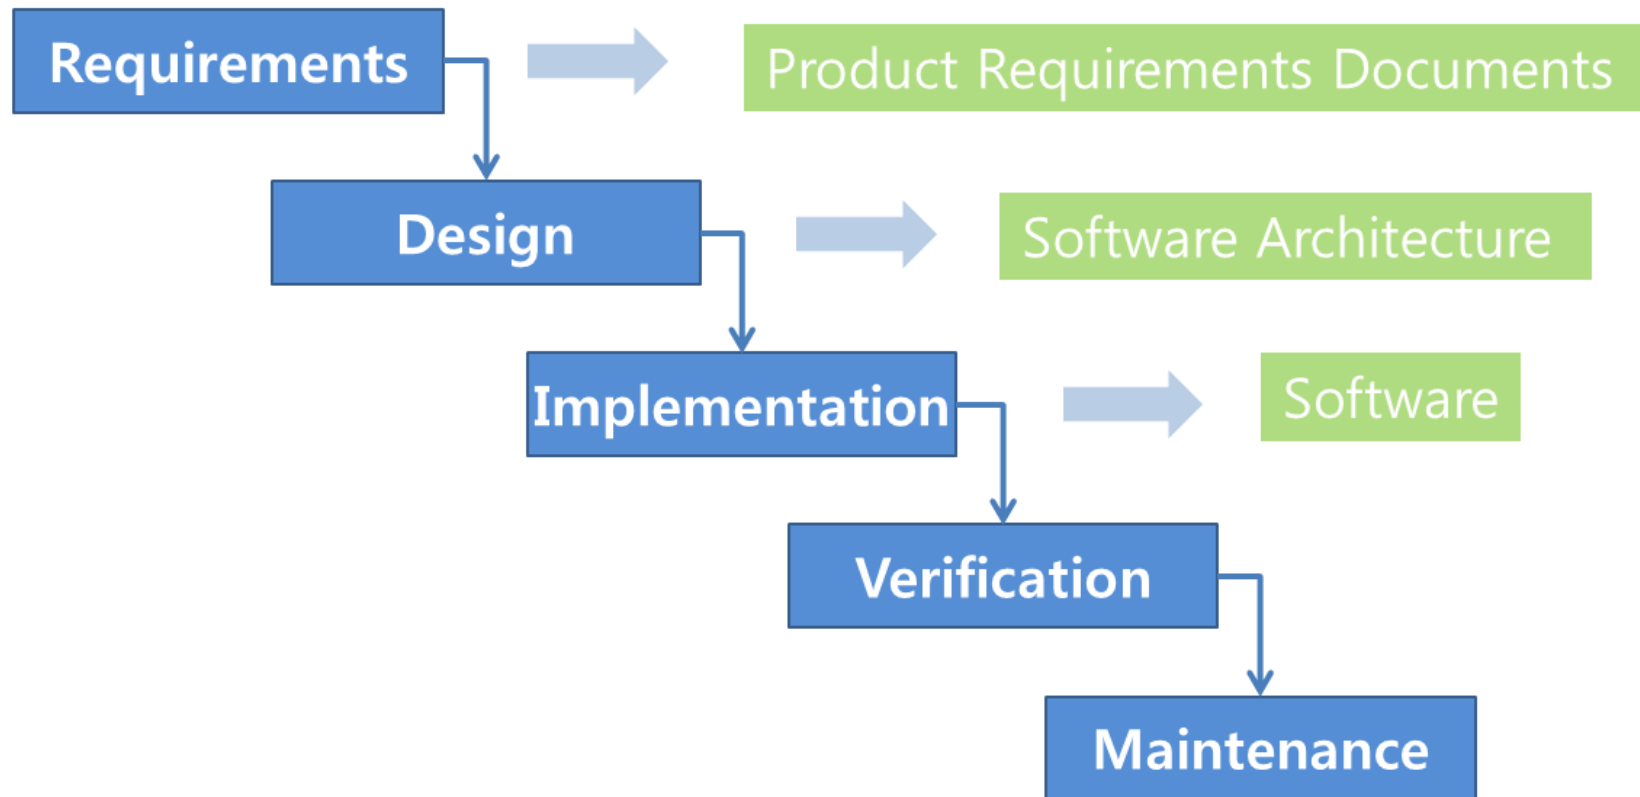 Requirements
Product Requirements Documents
Design
Software Architecture
Implementation
Software
Verification
Maintenance